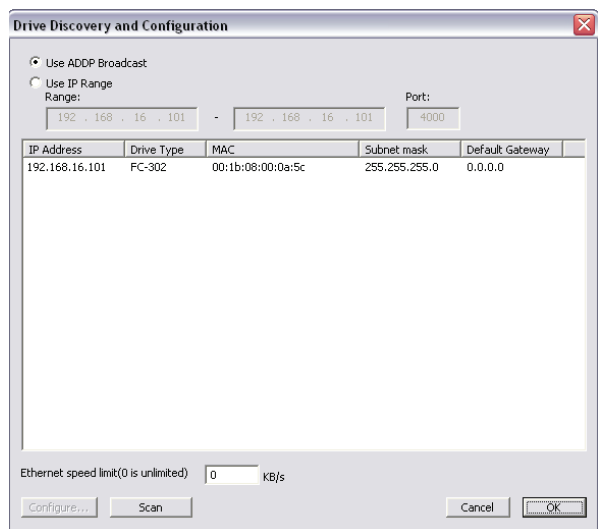 Drive Discovery and Configuration
Use ADDP Broadcast
Use IP Range
Range: Port:
192 . 168 . 16 . 101 - 192 . 168 . 16 . 101 4000
IP Address Drive Type MAC Subnet mask Default Gateway
192.168.16.101 FC-302 00:1b:08:00:0a:5c 255.255.255.0 0.0.0.0
Ethernet speed limit(0 is unlimited) 0 KB/s
Configure... Scan Cancel OK